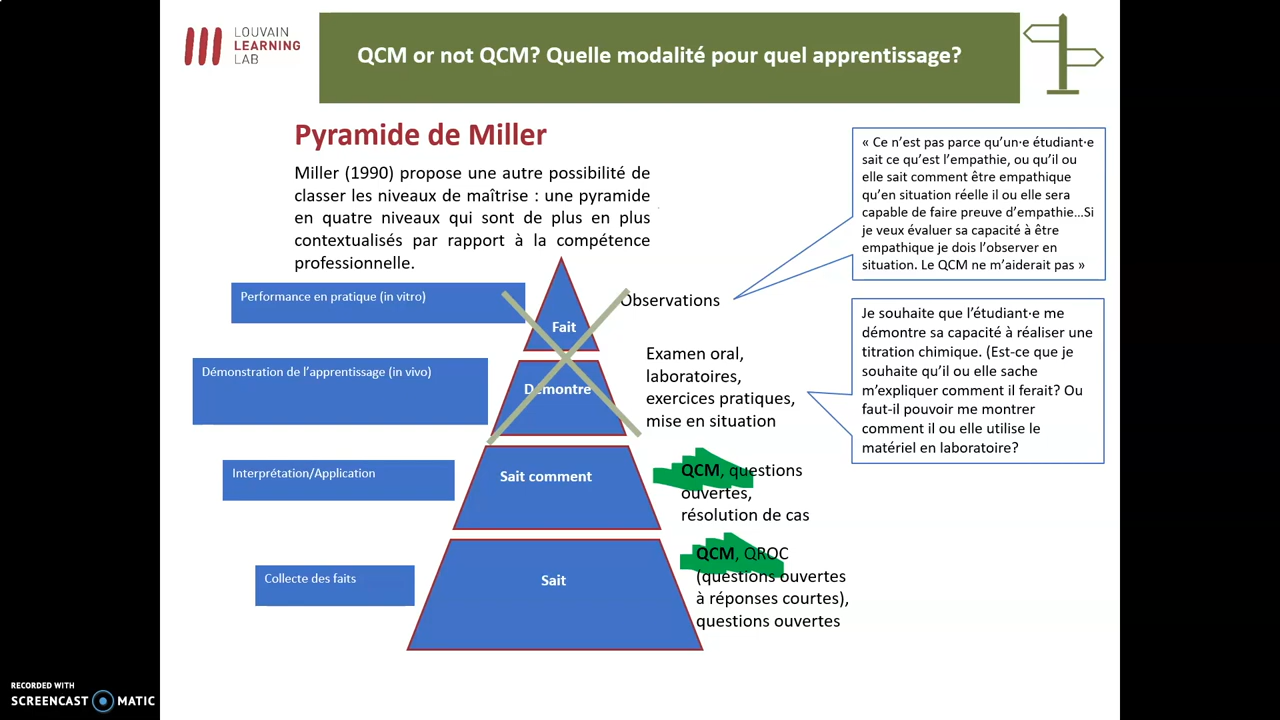 LOUVAIN
LEARNING
LAB
QCM or not QCM? Quelle modalité pour quel apprentissage?
Pyramide de Miller
Miller (1990) propose une autre possibilité de
classer les niveaux de maîtrise : une pyramide
en quatre niveaux qui sont de plus en plus
contextualisés par rapport à la compétence
professionnelle.
« Ce n'est pas parce qu'un·e étudiant·e
sait ce qu'est l'empathie, ou qu'il ou
elle sait comment être empathique
qu'en situation réelle il ou elle sera
capable de faire preuve d'empathie...Si
je veux évaluer sa capacité à être
empathique je dois l'observer en
situation. Le QCM ne m'aiderait pas »
Performance en pratique (in vitro)
Fait
Observations
Démonstration de l'apprentissage (in vivo)
Démontre
Examen oral,
laboratoires,
exercices pratiques,
mise en situation
Je souhaite que l'étudiant·e me
démontre sa capacité à réaliser une
titration chimique. (Est-ce que je
souhaite qu'il ou elle sache
m'expliquer comment il ferait? Ou
faut-il pouvoir me montrer
comment il ou elle utilise le
matériel en laboratoire?
Interprétation/Application
Sait comment
QCM, questions
ouvertes,
résolution de cas
Collecte des faits
Sait
QCM, QROC
(questions ouvertes
à réponses courtes),
questions ouvertes
RECORDED WITH
SCREENCAST MATIC